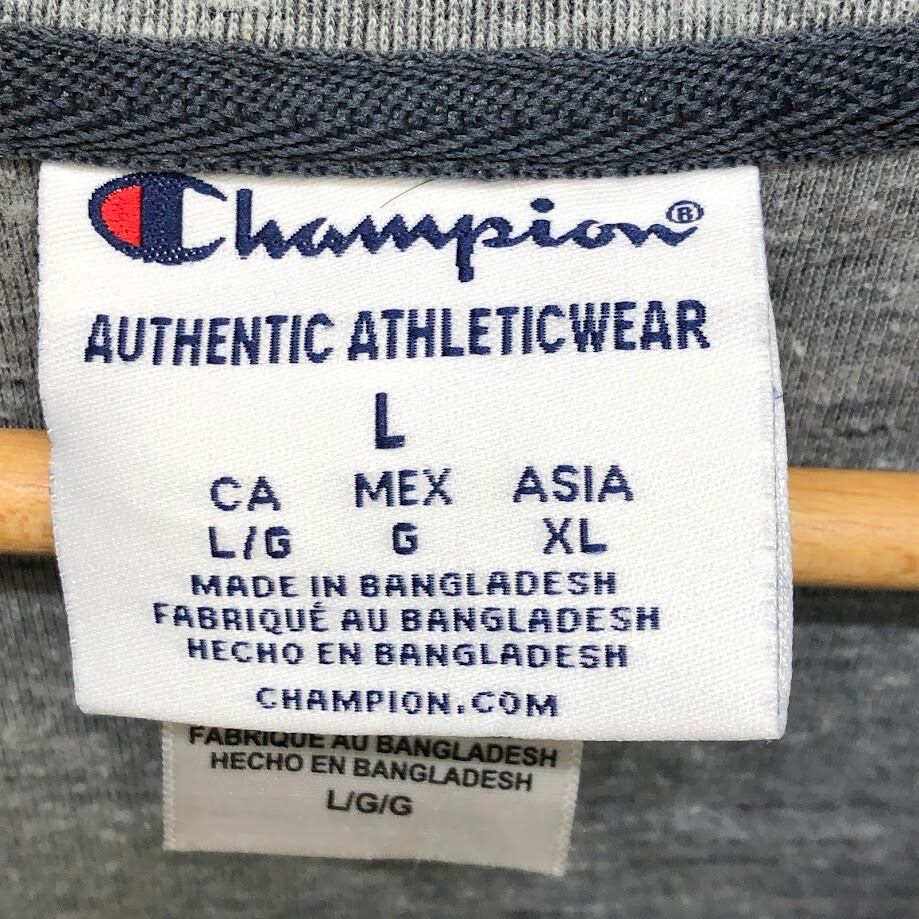 Champion®
AUTHENTIC ATHLETICWEAR
L
CA MEX ASIA
L/G G XL
MADE IN BANGLADESH
FABRIQUÉ AU BANGLADESH
HECHO EN BANGLADESH
CHAMPION.COM
FABRIQUE AU BANGLADESH
HECHO EN BANGLADESH
L/G/G